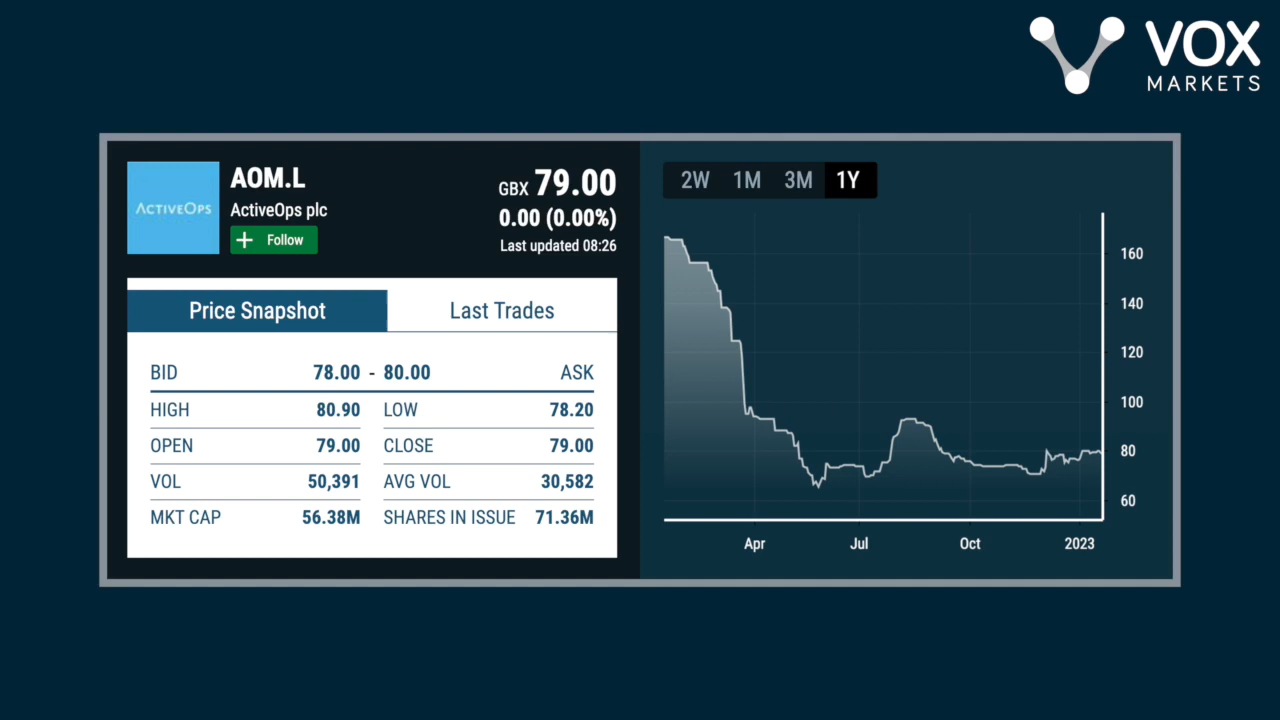 VOX
MARKETS
ACTIVEOPS
AOM.L
ActiveOps plc
+ Follow
GBX 79.00
0.00 (0.00%)
Last updated 08:26
Price Snapshot
Last Trades
BID 78.00 - 80.00 ASK
HIGH 80.90 LOW 78.20
OPEN 79.00 CLOSE 79.00
VOL 50,391 AVG VOL 30,582
MKT CAP 56.38M SHARES IN ISSUE 71.36M
2W 1M 3M 1Y
160
140
120
100
80
60
Apr Jul Oct 2023